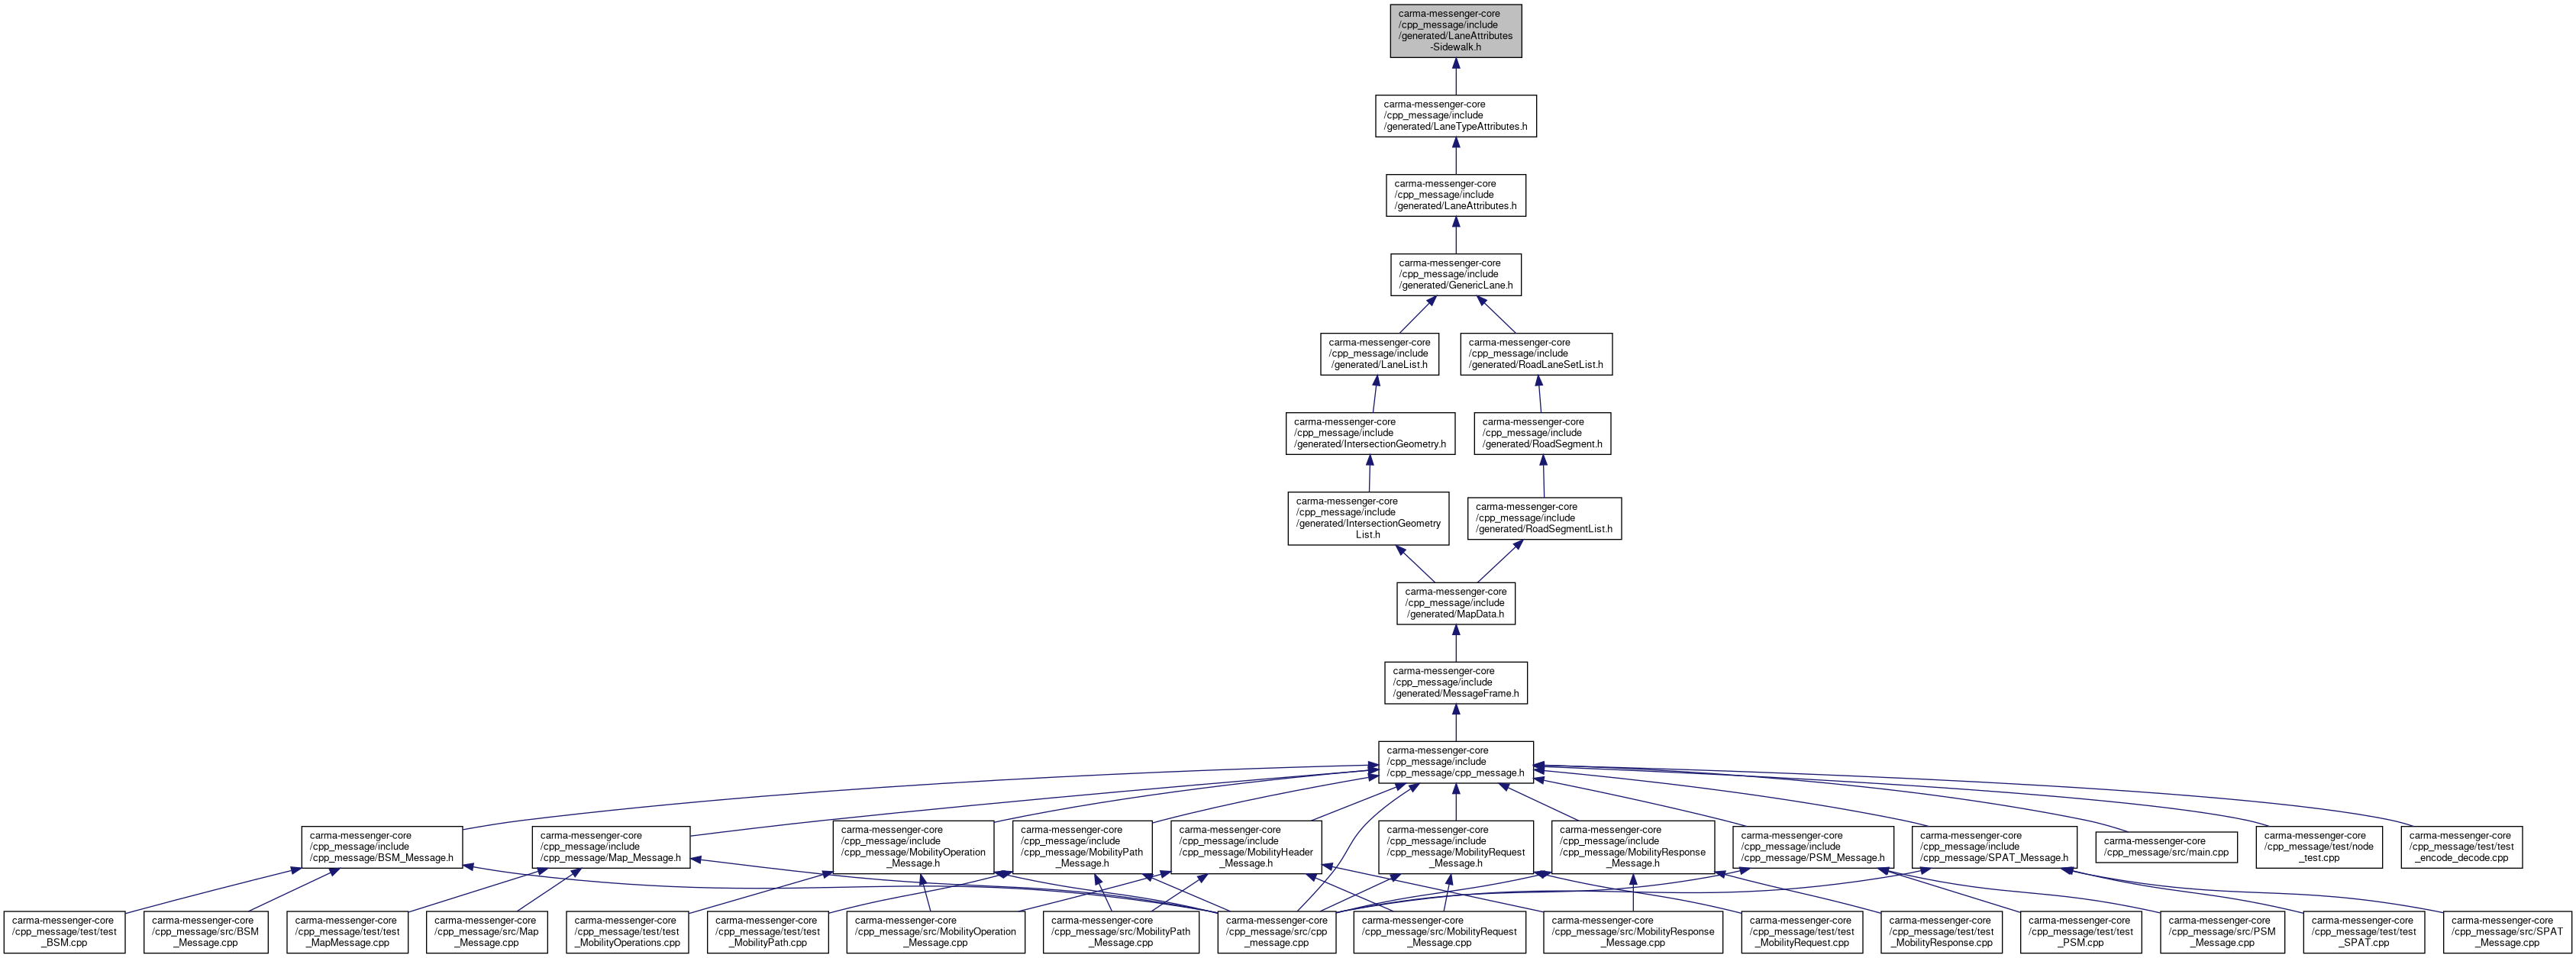 carma-messenger-core
/cpp_message/include
/generated/LaneAttributes
-Sidewalk.h
carma-messenger-core
/cpp_message/include
/generated/LaneTypeAttributes.h
carma-messenger-core
/cpp_message/include
/generated/LaneAttributes.h
carma-messenger-core
/cpp_message/include
/generated/GenericLane.h
carma-messenger-core
/cpp_message/include
/generated/LaneList.h
carma-messenger-core
/cpp_message/include
/generated/RoadLaneSetList.h
carma-messenger-core
/cpp_message/include
/generated/IntersectionGeometry.h
carma-messenger-core
/cpp_message/include
/generated/RoadSegment.h
carma-messenger-core
/cpp_message/include
/generated/IntersectionGeometry
List.h
carma-messenger-core
/cpp_message/include
/generated/RoadSegmentList.h
carma-messenger-core
/cpp_message/include
/generated/MapData.h
carma-messenger-core
/cpp_message/include
/generated/MessageFrame.h
carma-messenger-core
/cpp_message/include
/cpp_message/cpp_message.h
carma-messenger-core
/cpp_message/include
/cpp_message/BSM_Message.h
carma-messenger-core
/cpp_message/include
/cpp_message/Map_Message.h
carma-messenger-core
/cpp_message/include
/cpp_message/MobilityOperation
_Message.h
carma-messenger-core
/cpp_message/include
/cpp_message/MobilityPath
_Message.h
carma-messenger-core
/cpp_message/include
/cpp_message/MobilityHeader
_Message.h
carma-messenger-core
/cpp_message/include
/cpp_message/MobilityRequest
_Message.h
carma-messenger-core
/cpp_message/include
/cpp_message/MobilityResponse
_Message.h
carma-messenger-core
/cpp_message/include
/cpp_message/PSM_Message.h
carma-messenger-core
/cpp_message/include
/cpp_message/SPAT_Message.h
carma-messenger-core
/cpp_message/src/main.cpp
carma-messenger-core
/cpp_message/test/node
_test.cpp
carma-messenger-core
/cpp_message/test/test
_encode_decode.cpp
carma-messenger-core
/cpp_message/test/test
_BSM.cpp
carma-messenger-core
/cpp_message/src/BSM
_Message.cpp
carma-messenger-core
/cpp_message/test/test
_MapMessage.cpp
carma-messenger-core
/cpp_message/src/Map
_Message.cpp
carma-messenger-core
/cpp_message/test/test
_MobilityOperations.cpp
carma-messenger-core
/cpp_message/test/test
_MobilityPath.cpp
carma-messenger-core
/cpp_message/src/MobilityOperation
_Message.cpp
carma-messenger-core
/cpp_message/src/MobilityPath
_Message.cpp
carma-messenger-core
/cpp_message/src/cpp
_message.cpp
carma-messenger-core
/cpp_message/src/MobilityRequest
_Message.cpp
carma-messenger-core
/cpp_message/src/MobilityResponse
_Message.cpp
carma-messenger-core
/cpp_message/test/test
_MobilityRequest.cpp
carma-messenger-core
/cpp_message/test/test
_MobilityResponse.cpp
carma-messenger-core
/cpp_message/test/test
_PSM.cpp
carma-messenger-core
/cpp_message/src/PSM
_Message.cpp
carma-messenger-core
/cpp_message/test/test
_SPAT.cpp
carma-messenger-core
/cpp_message/src/SPAT
_Message.cpp